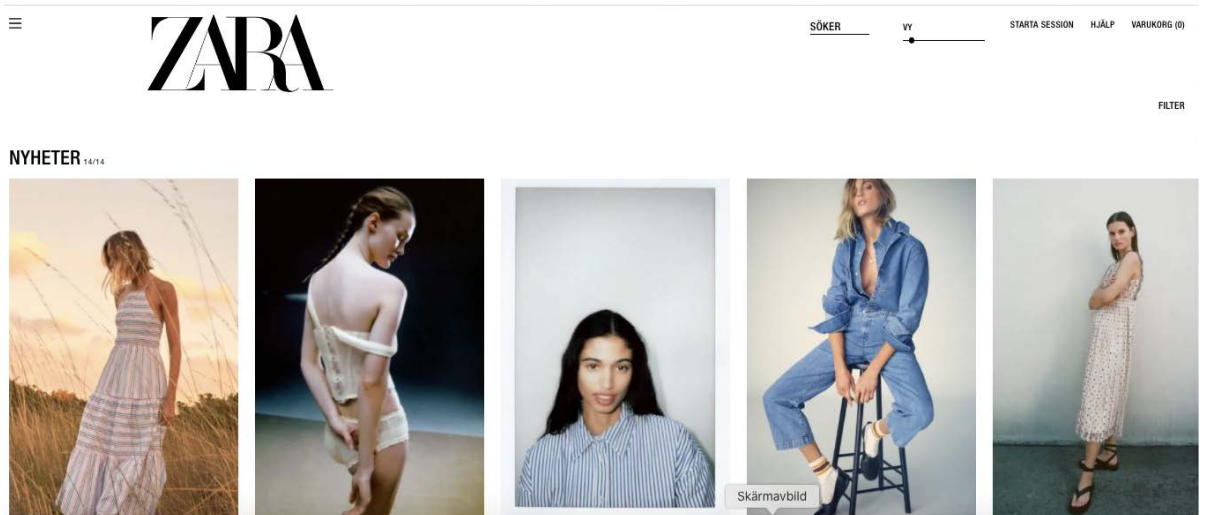 ZARA
SÖKER
VY
STARTA SESSION
HJÄLP
VARUKORG (0)
FILTER
NYHETER 14/14
Skärmavbild